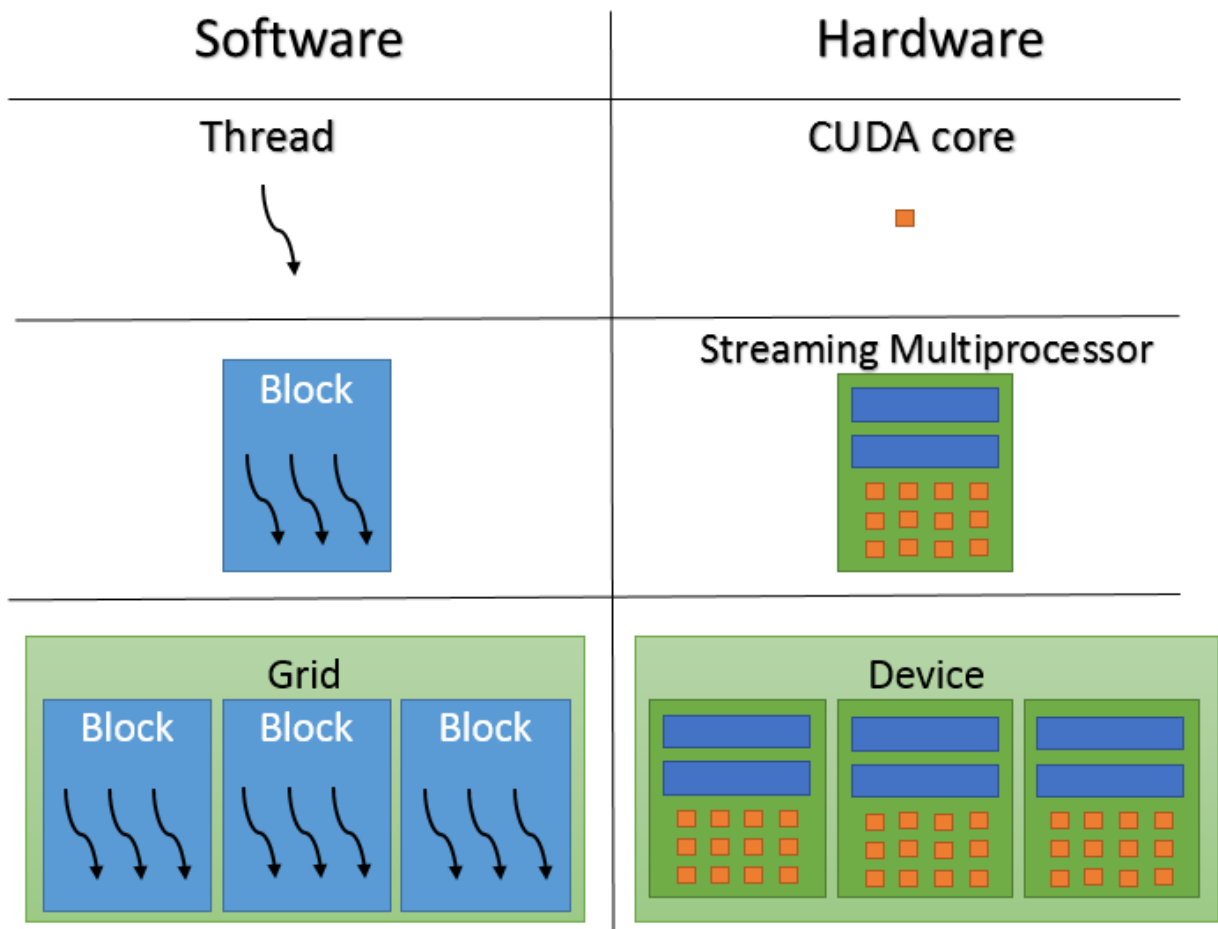 Software
Hardware
Thread
CUDA core
Block
Streaming Multiprocessor
Grid
Block
Block
Block
Device